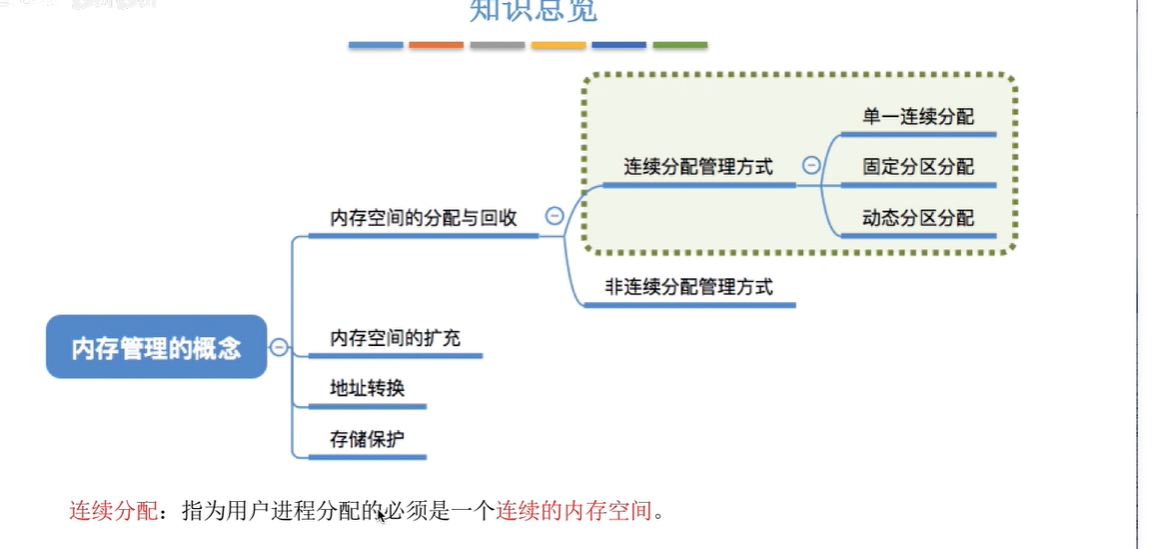 知识总览
单一连续分配
连续分配管理方式
固定分区分配
内存空间的分配与回收
动态分区分配
非连续分配管理方式
内存空间的扩充
内存管理的概念
地址转换
存储保护
连续分配：指为用户进程分配的必须是一个连续的内存空间。